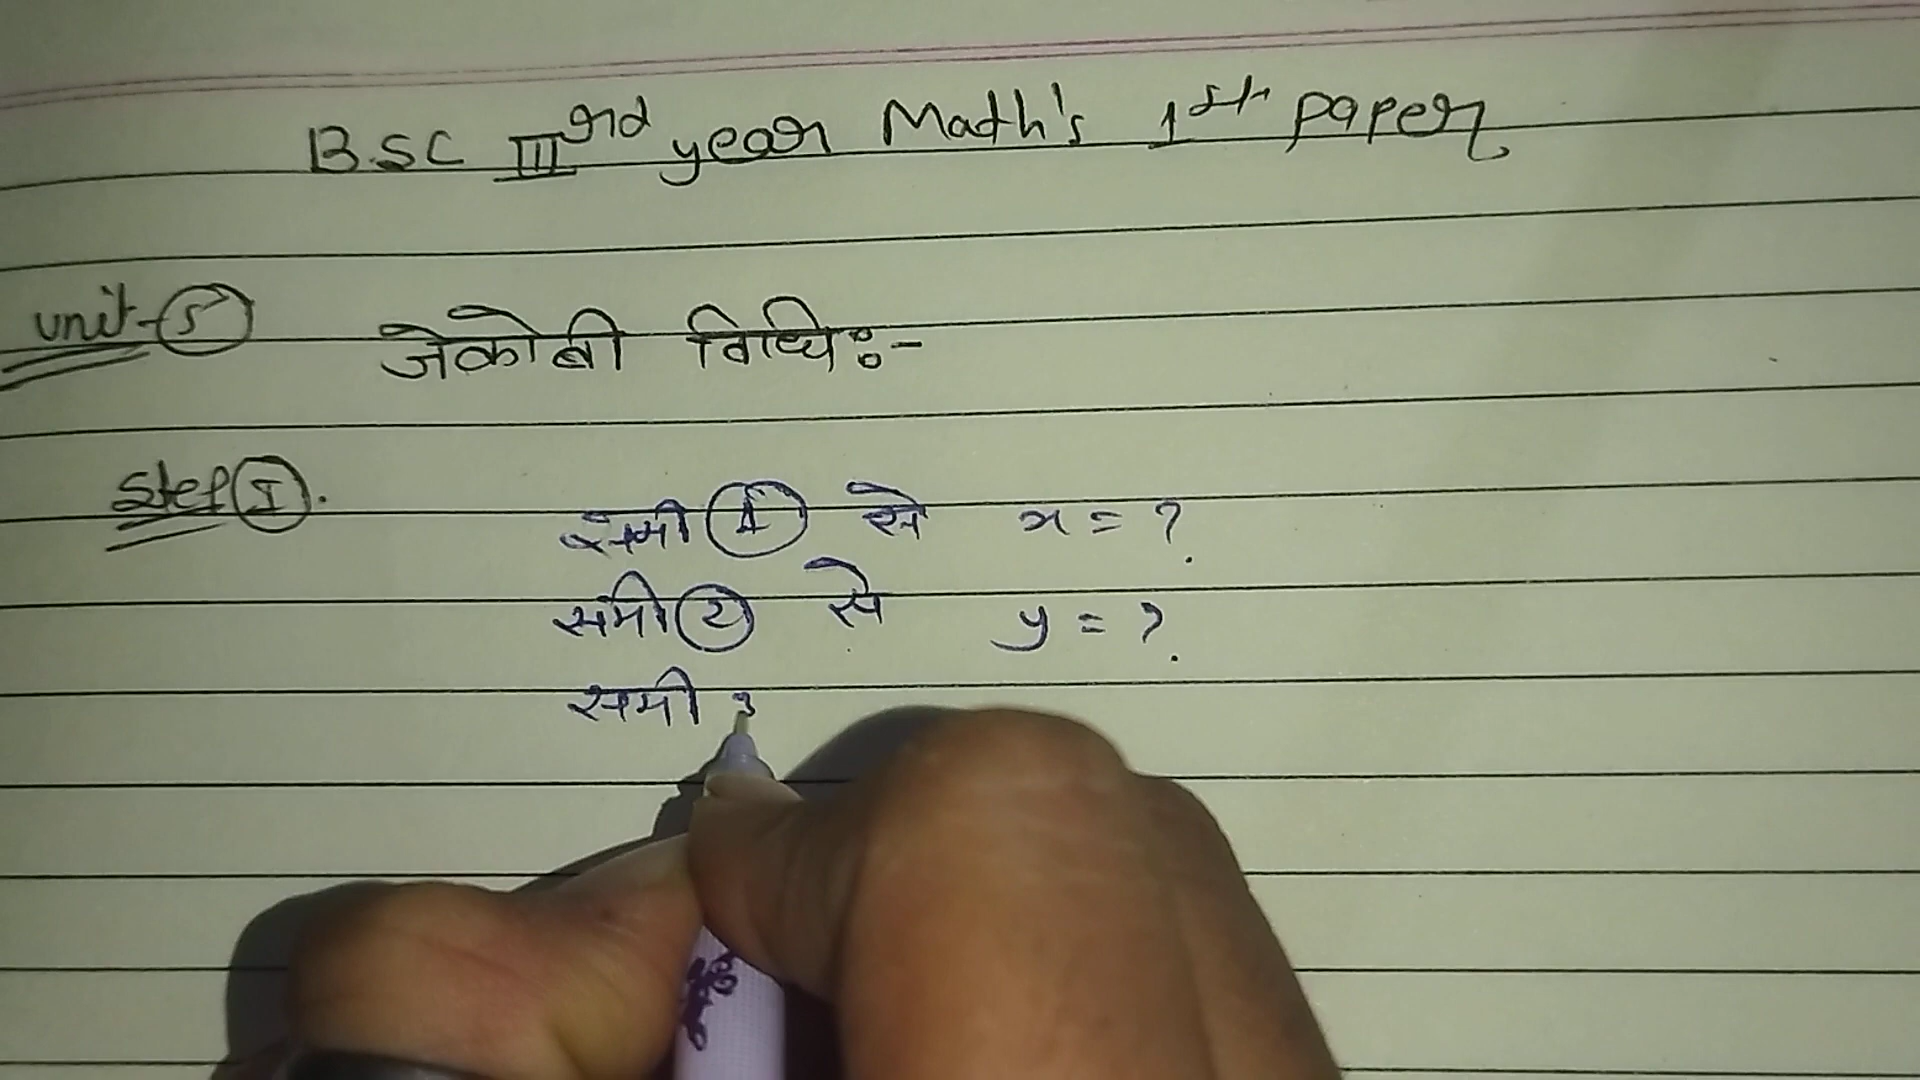 B.SC IIIrd year Math's 1st paper
unit-5 जेकोबी विधि:-
Step I.
समी 1 से x = ?
समी 2 से y = ?
समी 3